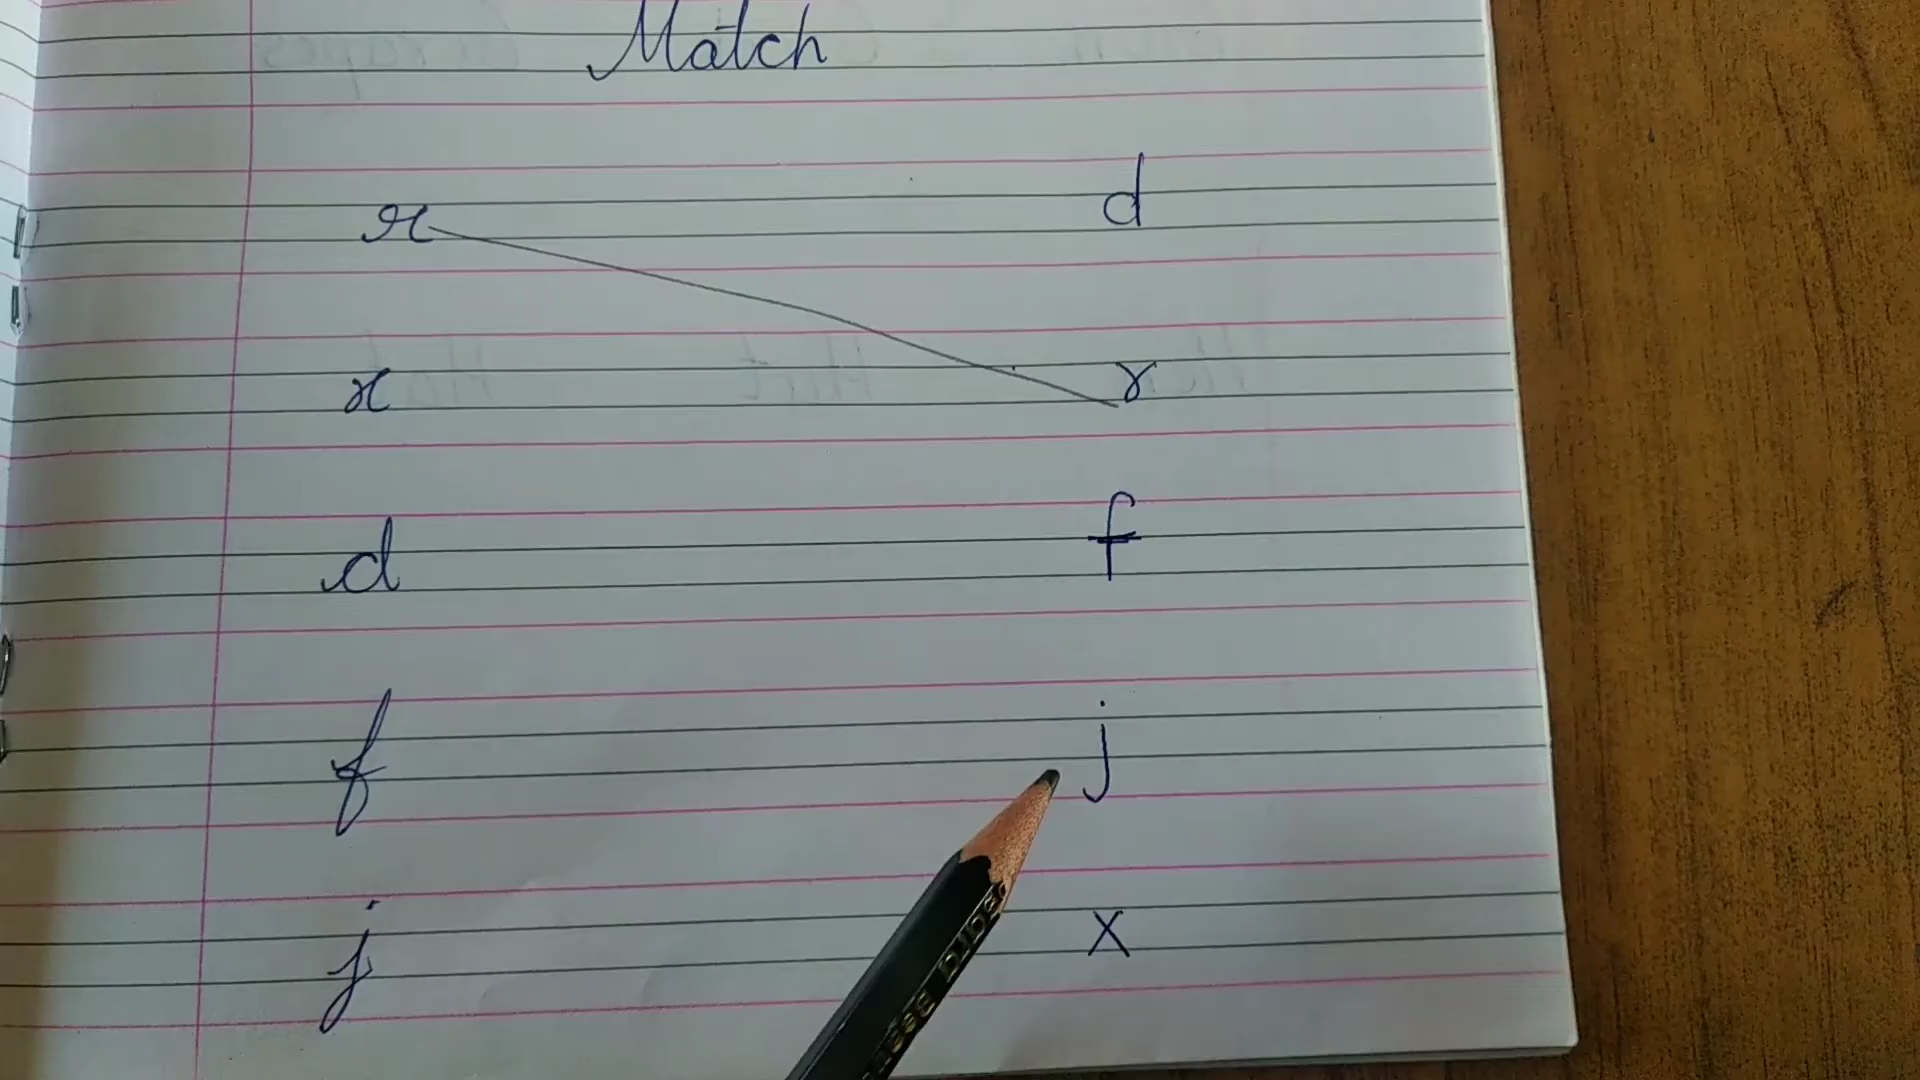 Match
r d
x r
d f
f j
j x